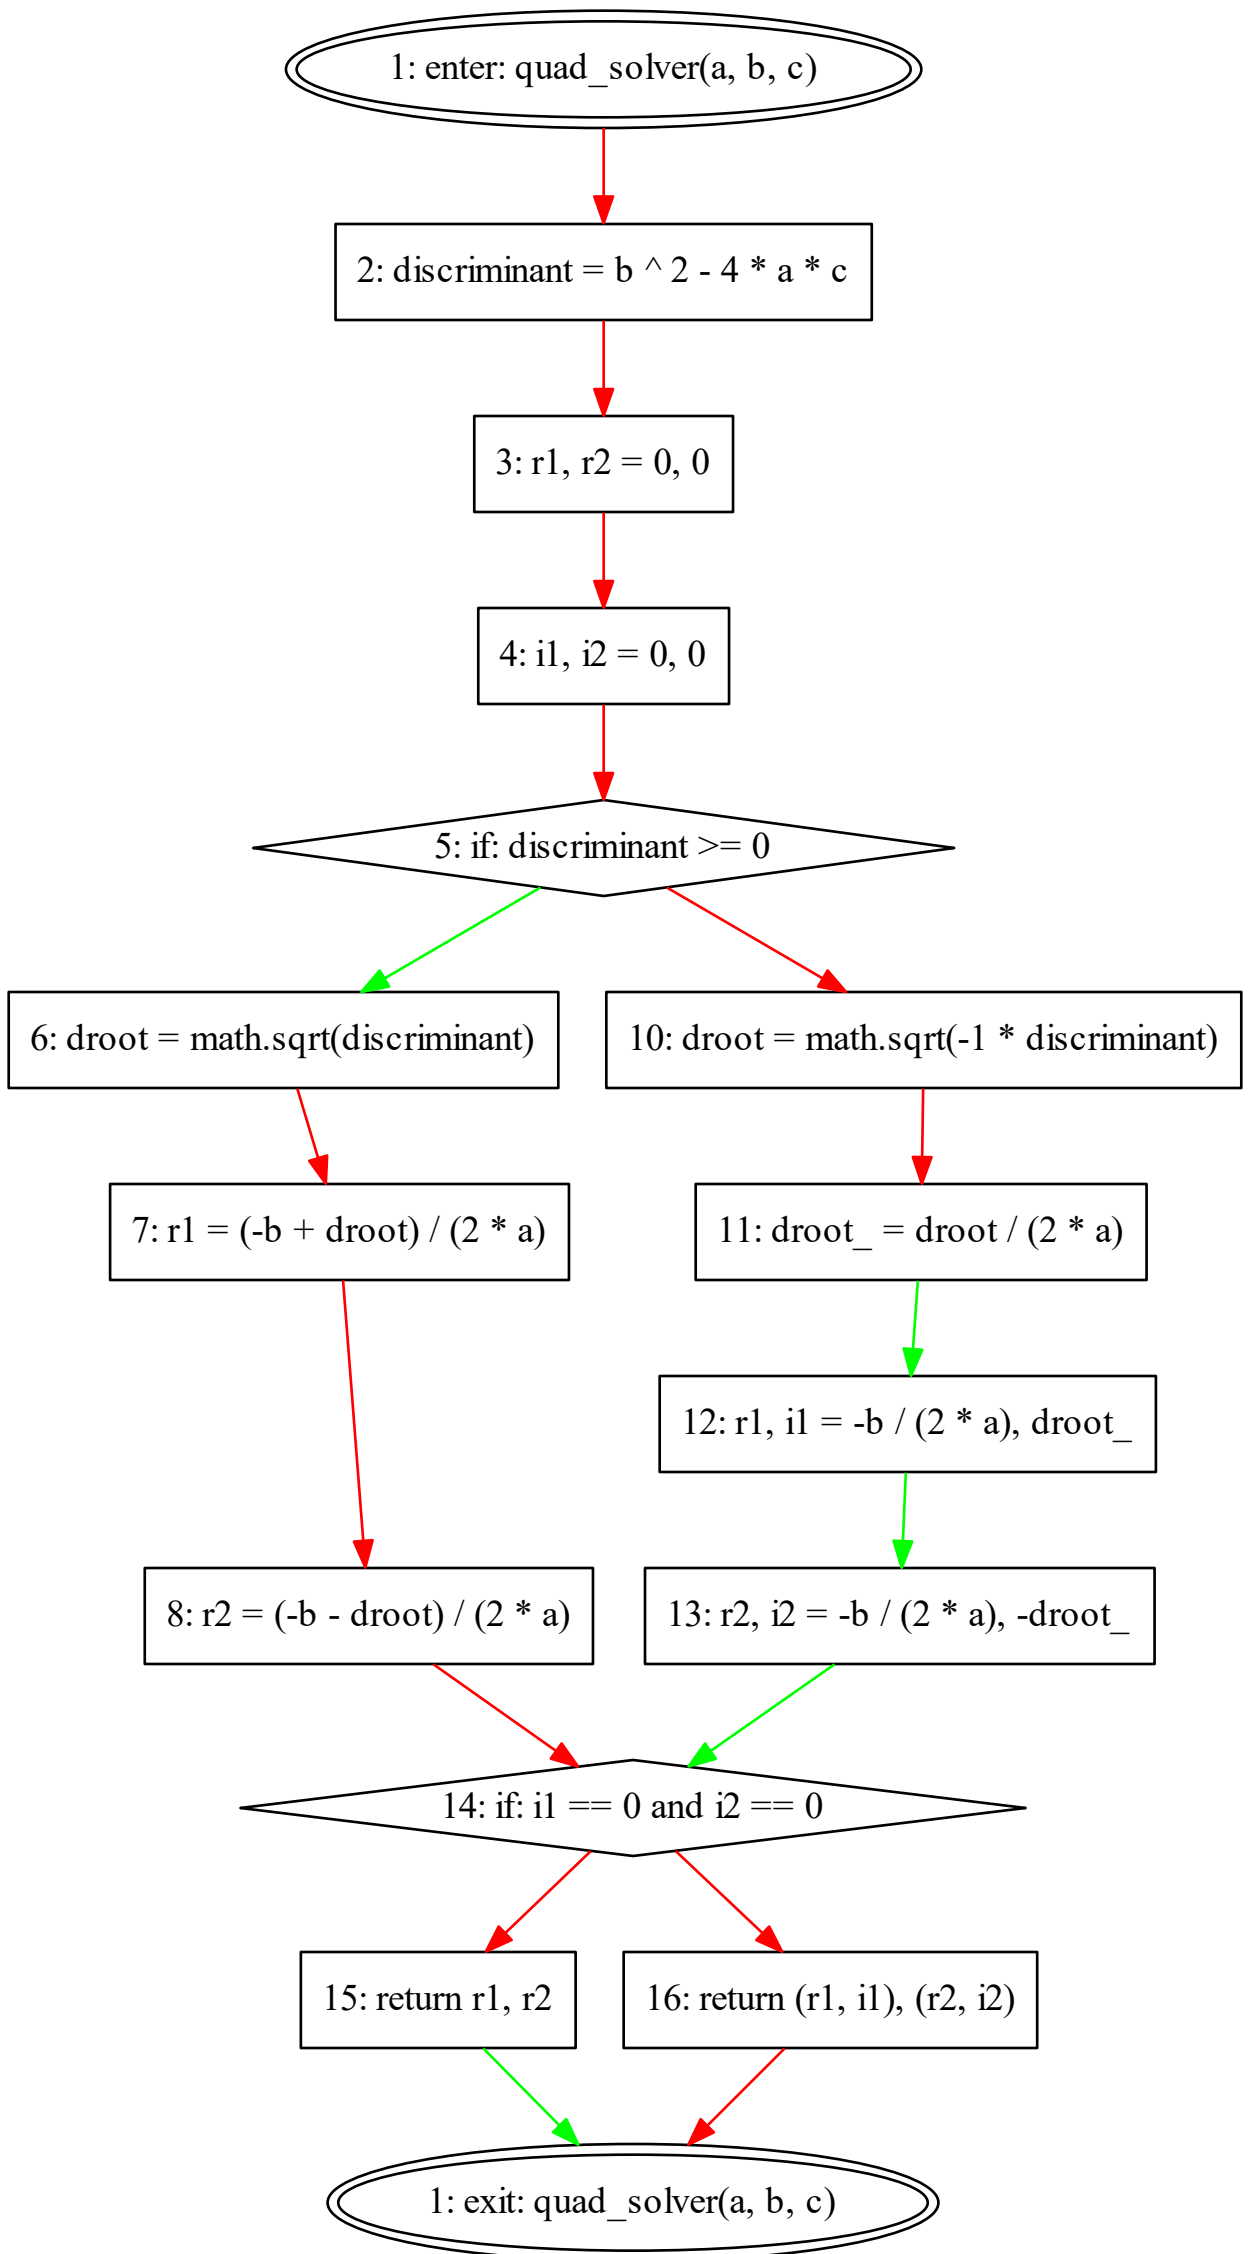 1: enter: quad_solver(a, b, c)
2: discriminant = b ^ 2 - 4 * a * c
3: r1, r2 = 0, 0
4: i1, i2 = 0, 0
5: if: discriminant >= 0
6: droot = math.sqrt(discriminant)
10: droot = math.sqrt(-1 * discriminant)
7: r1 = (-b + droot) / (2 * a)
11: droot_ = droot / (2 * a)
12: r1, i1 = -b / (2 * a), droot_
8: r2 = (-b - droot) / (2 * a)
13: r2, i2 = -b / (2 * a), -droot_
14: if: i1 == 0 and i2 == 0
15: return r1, r2
16: return (r1, i1), (r2, i2)
1: exit: quad_solver(a, b, c)